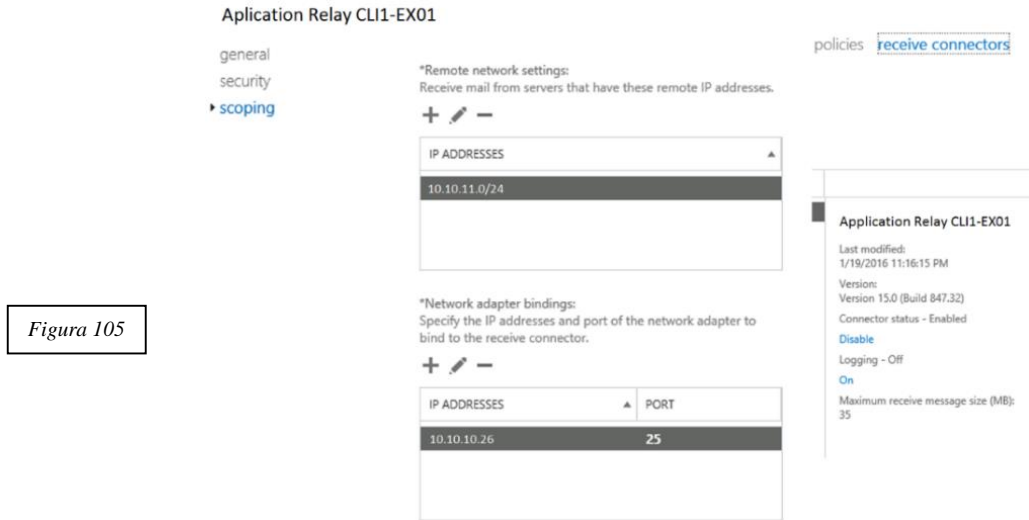 Aplication Relay CLI1-EX01
general
security
scoping
*Remote network settings:
Receive mail from servers that have these remote IP addresses.
IP ADDRESSES
10.10.11.0/24
*Network adapter bindings:
Specify the IP addresses and port of the network adapter to
bind to the receive connector.
IP ADDRESSES PORT
10.10.10.26 25
policies receive connectors
Application Relay CLI1-EX01
Last modified:
1/19/2016 11:16:15 PM
Version:
Version 15.0 (Build 847.32)
Connector status - Enabled
Disable
Logging - Off
On
Maximum receive message size (MB):
35
Figura 105